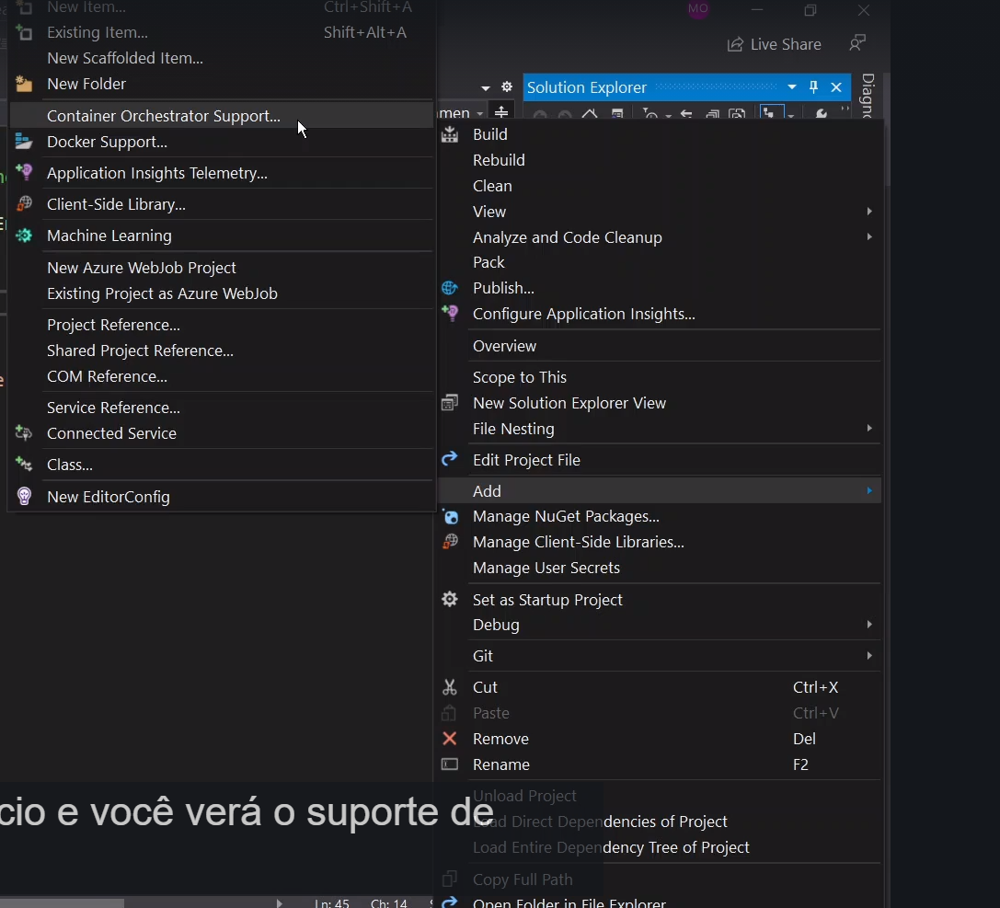 New Item... Ctrl+Shift+A
Existing Item... Shift+Alt+A
New Scaffolded Item...
New Folder
Container Orchestrator Support...
Docker Support...
Application Insights Telemetry...
Client-Side Library...
Machine Learning
New Azure WebJob Project
Existing Project as Azure WebJob
Project Reference...
Shared Project Reference...
COM Reference...
Service Reference...
Connected Service
Class...
New EditorConfig
MO
Live Share
Solution Explorer
men
Build
Rebuild
Clean
View
Analyze and Code Cleanup
Pack
Publish...
Configure Application Insights...
Overview
Scope to This
New Solution Explorer View
File Nesting
Edit Project File
Add
Manage NuGet Packages...
Manage Client-Side Libraries...
Manage User Secrets
Set as Startup Project
Debug
Git
Cut Ctrl+X
Paste Ctrl+V
Remove Del
Rename F2
Unload Project
Load Direct Dependencies of Project
Load Entire Dependency Tree of Project
Copy Full Path
Open Folder in File Explorer
cio e você verá o suporte de
Ln: 45 Ch: 14
Diagno